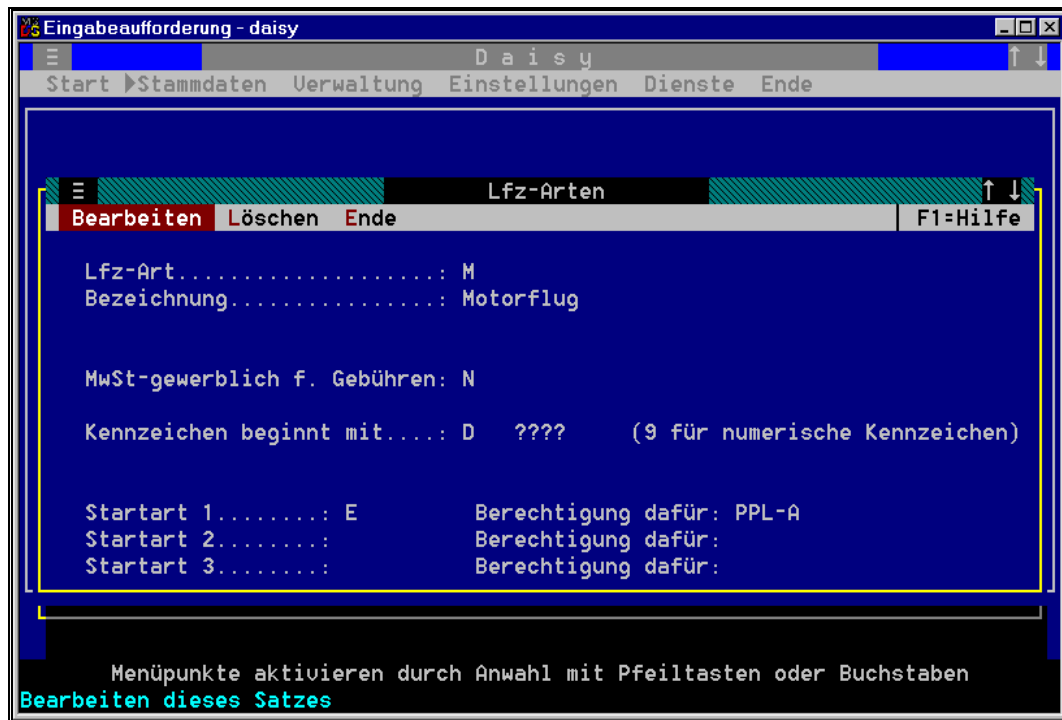 Eingabeaufforderung - daisy
D a i s y
Start ▶Stammdaten Verwaltung Einstellungen Dienste Ende
Lfz-Arten
Bearbeiten Löschen Ende F1=Hilfe
Lfz-Art....................: M
Bezeichnung................: Motorflug
MwSt-gewerblich f. Gebühren: N
Kennzeichen beginnt mit....: D ???? (9 für numerische Kennzeichen)
Startart 1........: E Berechtigung dafür: PPL-A
Startart 2........: Berechtigung dafür:
Startart 3........: Berechtigung dafür:
Menüpunkte aktivieren durch Anwahl mit Pfeiltasten oder Buchstaben
Bearbeiten dieses Satzes